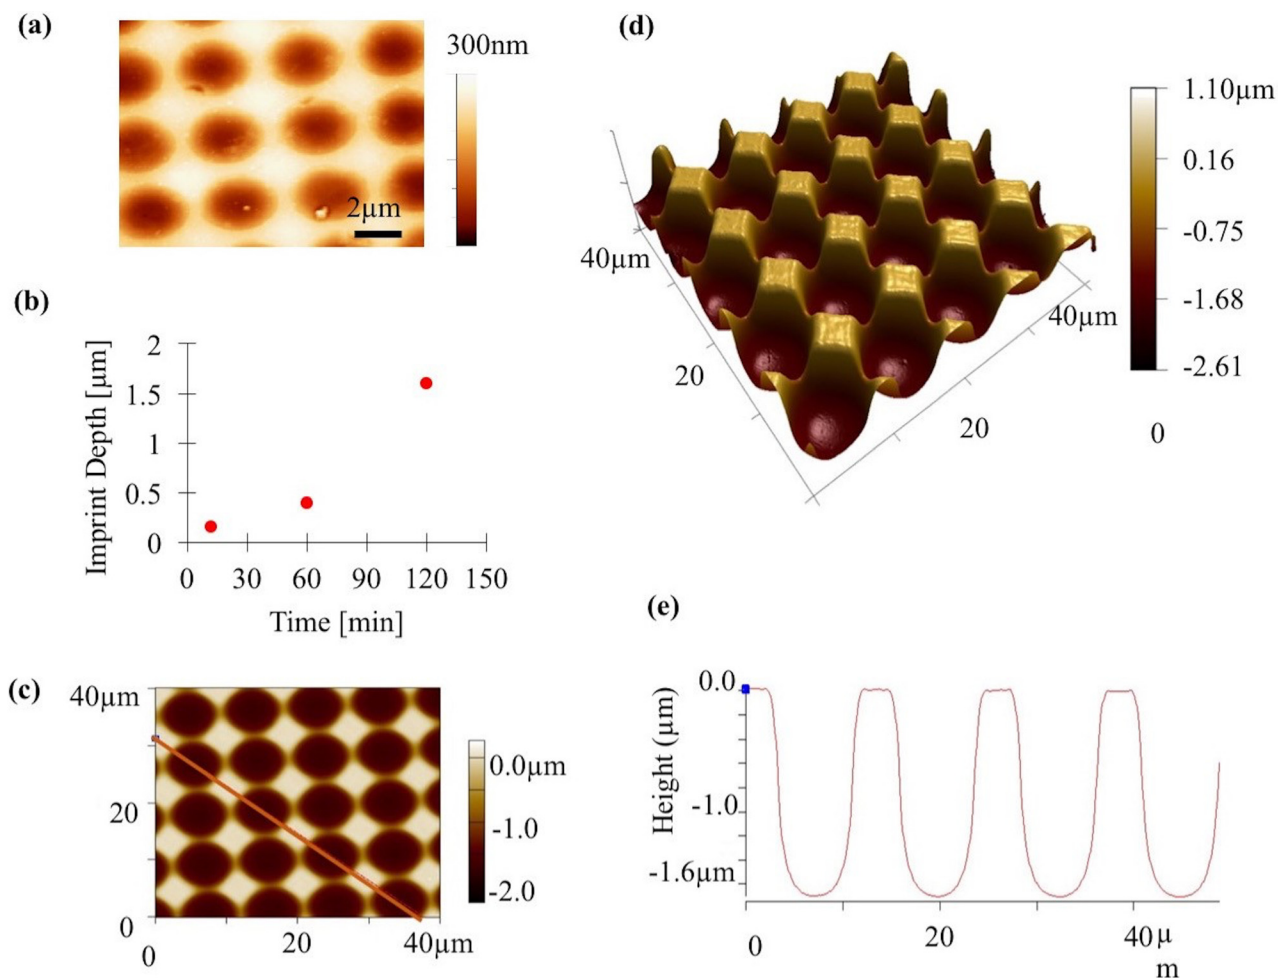 (a)
300nm
2µm
(b)
Imprint Depth [µm]
2
1.5
1
0.5
0
0 30 60 90 120 150
Time [min]
(c)
40µm
20
0
0 20 40µm
0.0µm
-1.0
-2.0
(d)
40µm
20
20
40µm
0
1.10µm
0.16
-0.75
-1.68
-2.61
(e)
Height (µm)
0.0
-1.0
-1.6µm
0 20 40 µ
m